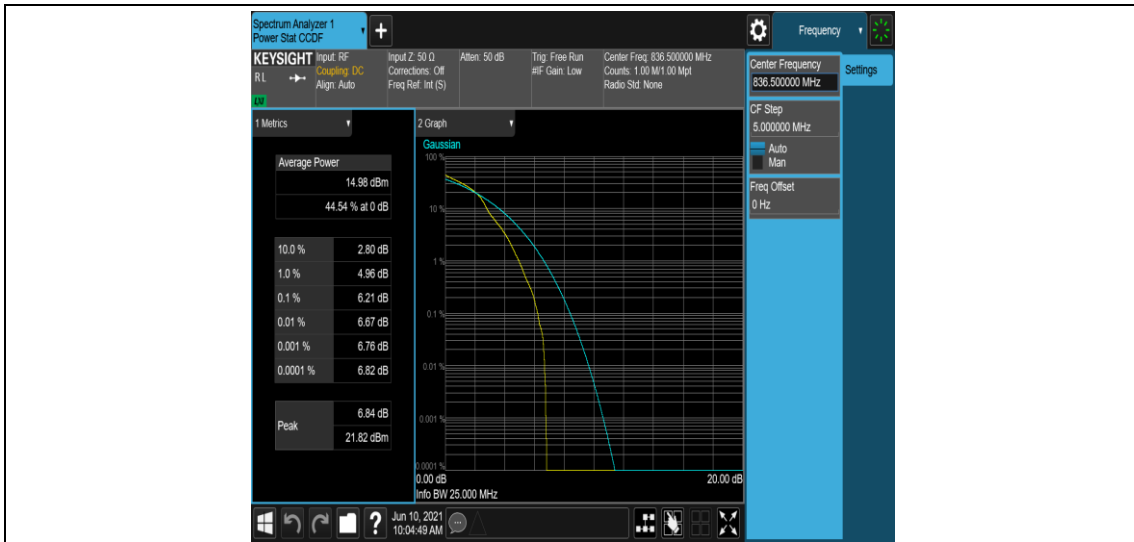 Spectrum Analyzer 1
Power Stat CCDF
+
Frequency
KEYSIGHT
RL
LXI
Input: RF
Coupling: DC
Align: Auto
Input Z: 50 Ω
Corrections: Off
Freq Ref: Int (S)
Atten: 50 dB
Trig: Free Run
#IF Gain: Low
Center Freq: 836.500000 MHz
Counts: 1.00 M/1.00 Mpt
Radio Std: None
Center Frequency
836.500000 MHz
Settings
CF Step
5.000000 MHz
Auto
Man
Freq Offset
0 Hz
1 Metrics
Average Power
14.98 dBm
44.54 % at 0 dB
10.0 % 2.80 dB
1.0 % 4.96 dB
0.1 % 6.21 dB
0.01 % 6.67 dB
0.001 % 6.76 dB
0.0001 % 6.82 dB
Peak 6.84 dB
21.82 dBm
2 Graph
Gaussian
100 %
10 %
1 %
0.1 %
0.01 %
0.001 %
0.0001 %
0.00 dB 20.00 dB
Info BW 25.000 MHz
?
Jun 10, 2021
10:04:49 AM